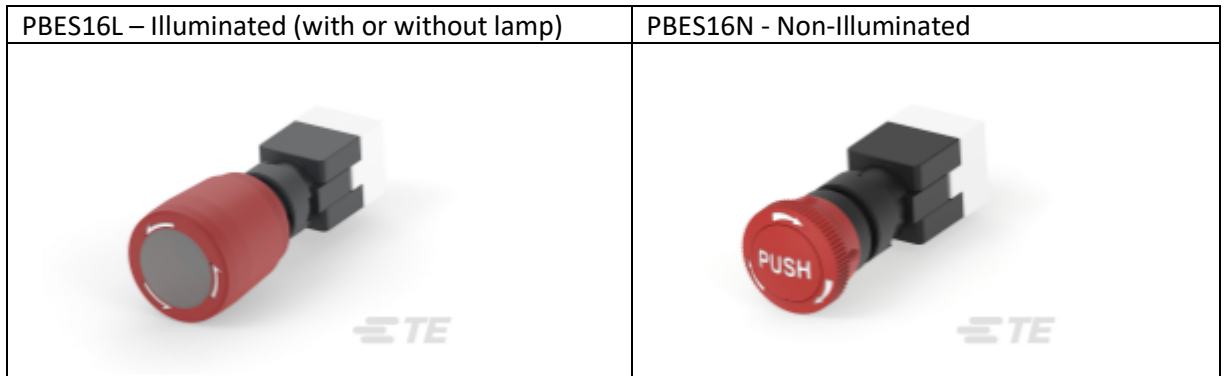 PBES16L – Illuminated (with or without lamp)
PBES16N - Non-Illuminated
PUSH
TE
TE